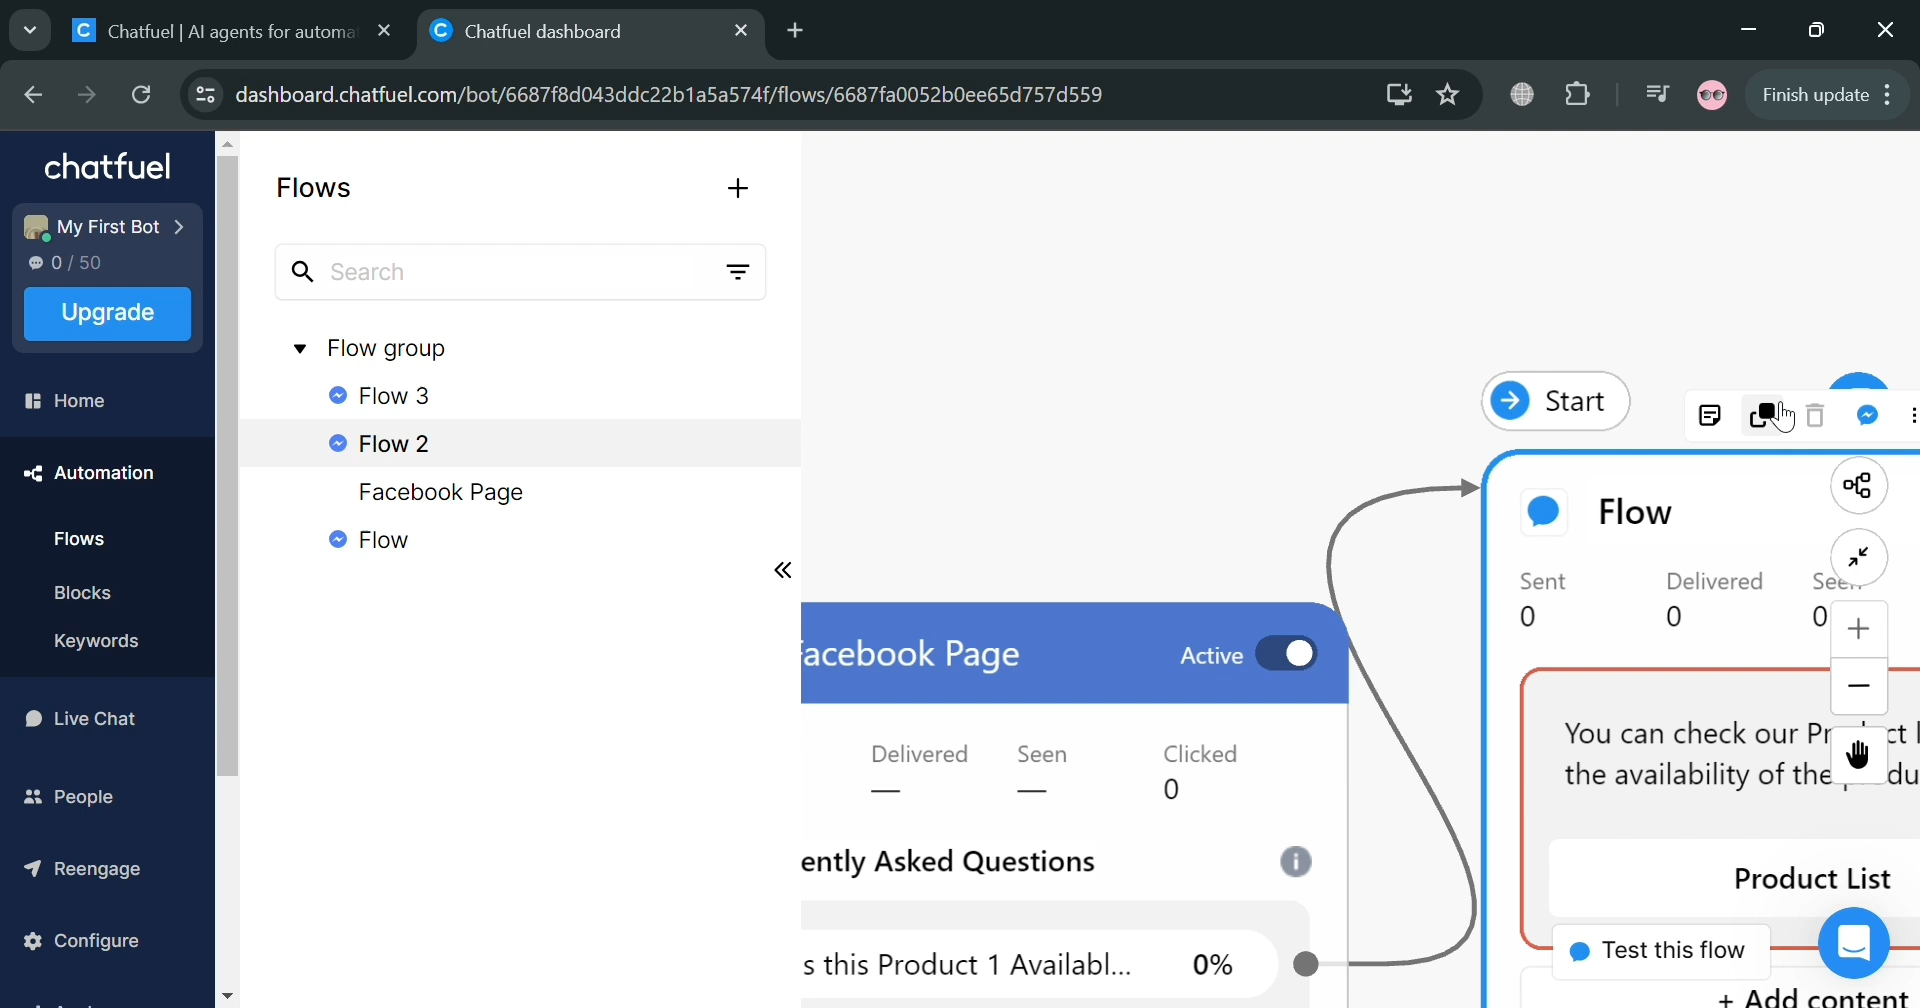 Chatfuel | AI agents for automa
Chatfuel dashboard
dashboard.chatfuel.com/bot/6687f8d043ddc22b1a5a574f/flows/6687fa0052b0ee65d757d559
Finish update
chatfuel
My First Bot
0 / 50
Upgrade
Home
Automation
Flows
Blocks
Keywords
Live Chat
People
Reengage
Configure
Flows
Search
Flow group
Flow 3
Flow 2
Facebook Page
Flow
Start
Flow
Sent
Delivered
Seen
0
0
0
acebook Page
Active
Delivered
Seen
Clicked
—
—
0
ently Asked Questions
s this Product 1 Availabl...
0%
You can check our Pr ct l
the availability of the du
Product List
Test this flow
+ Add content